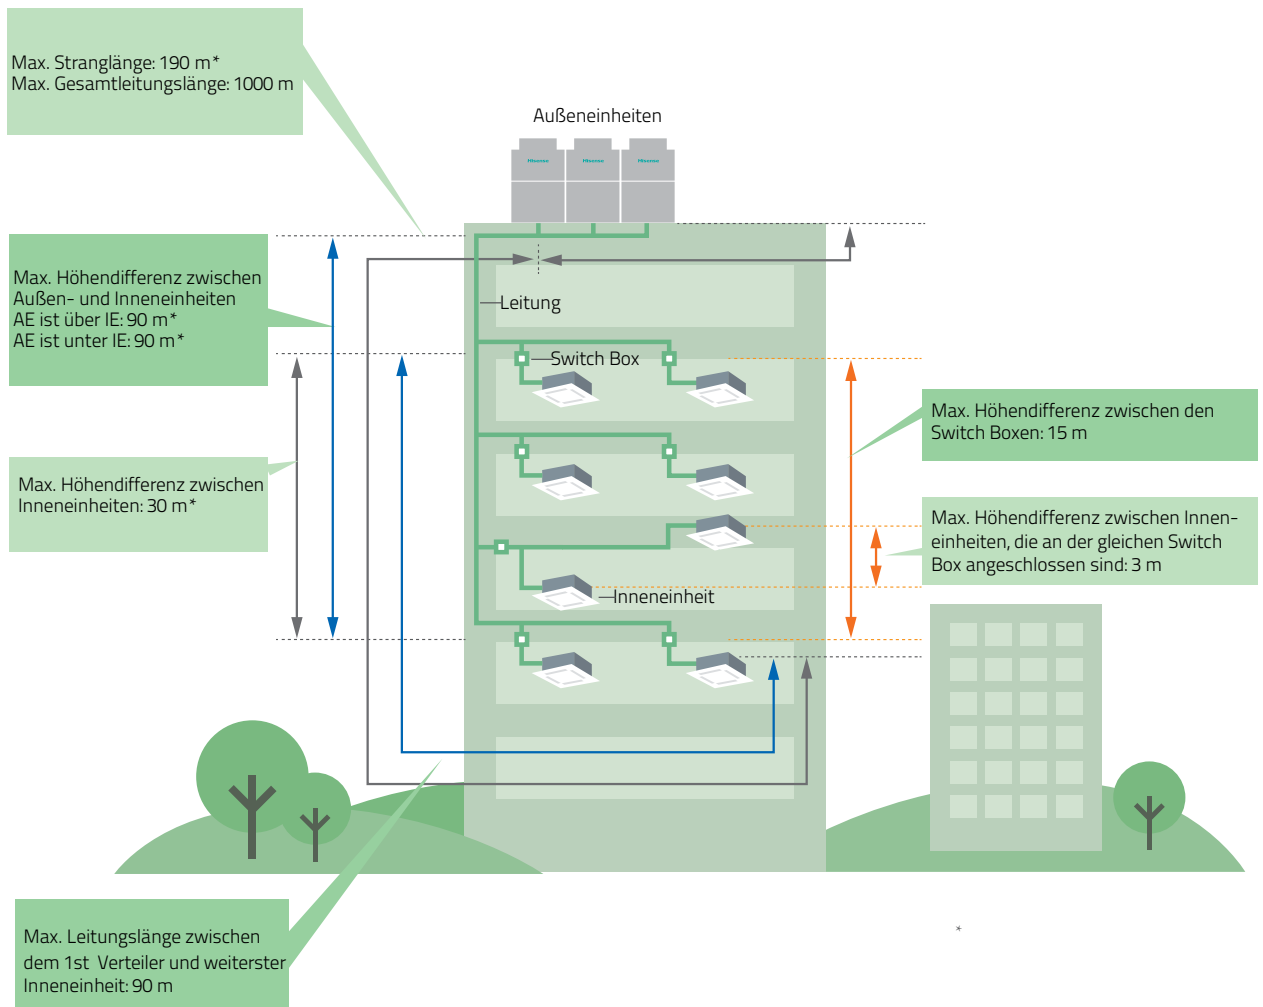 Max. Stranglänge: 190 m*
Max. Gesamtleitungslänge: 1000 m
Außeneinheiten
Hisense Hisense Hisense
Max. Höhendifferenz zwischen
Außen- und Inneneinheiten
AE ist über IE: 90 m*
AE ist unter IE: 90 m*
Leitung
Switch Box
Max. Höhendifferenz zwischen den
Switch Boxen: 15 m
Max. Höhendifferenz zwischen
Inneneinheiten: 30 m*
Max. Höhendifferenz zwischen Innen-
einheiten, die an der gleichen Switch
Box angeschlossen sind: 3 m
Inneneinheit
Max. Leitungslänge zwischen
dem 1st Verteiler und weiterster
Inneneinheit: 90 m
*